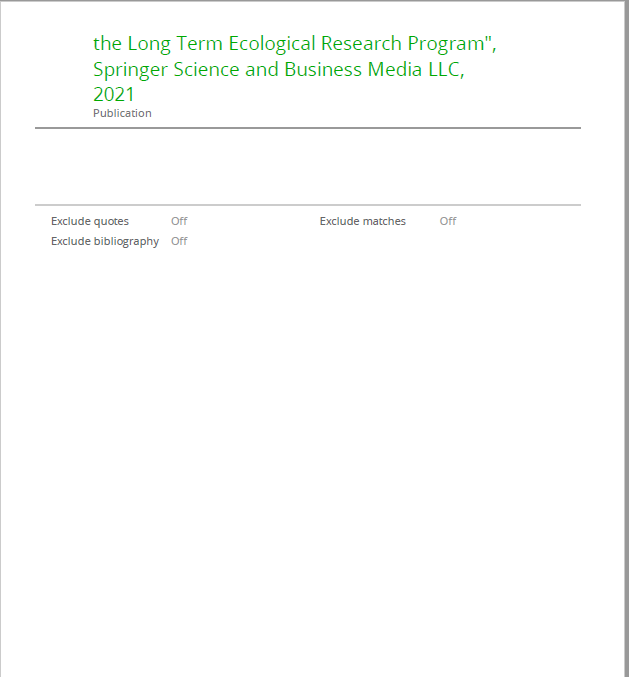 the Long Term Ecological Research Program",
Springer Science and Business Media LLC,
2021
Publication
Exclude quotes Off Exclude matches Off
Exclude bibliography Off